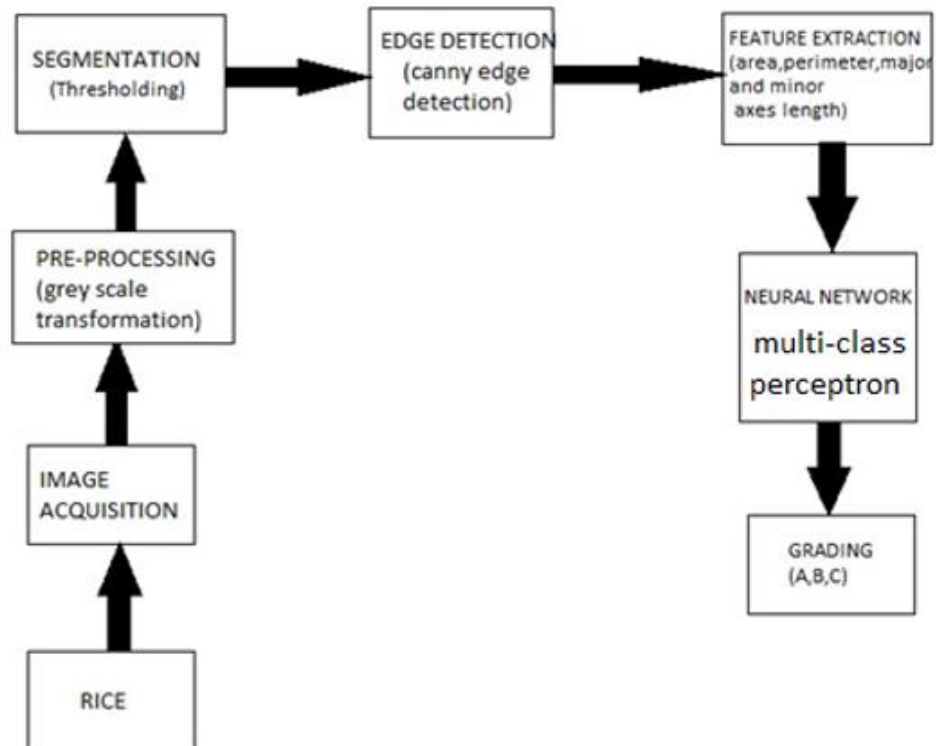 SEGMENTATION
(Thresholding)
EDGE DETECTION
(canny edge
detection)
FEATURE EXTRACTION
(area,perimeter,major
and minor
axes length)
PRE-PROCESSING
(grey scale
transformation)
NEURAL NETWORK
multi-class
perceptron
IMAGE
ACQUISITION
GRADING
(A,B,C)
RICE